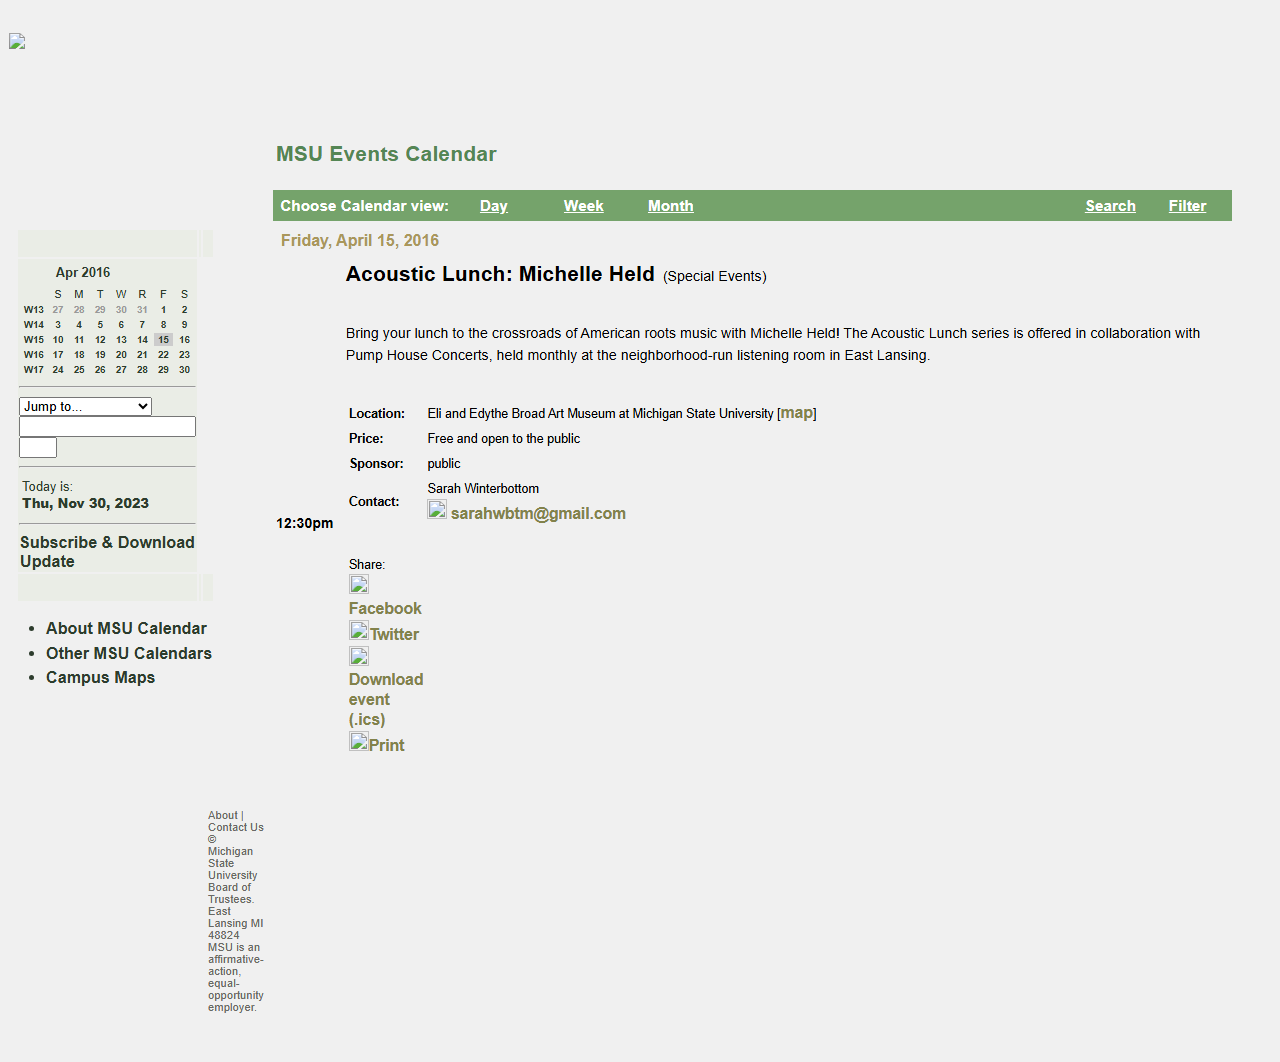 MSU Events Calendar
Choose Calendar view: Day Week Month Search Filter
Friday, April 15, 2016
Apr 2016
S M T W R F S
W13 27 28 29 30 31 1 2
W14 3 4 5 6 7 8 9
W15 10 11 12 13 14 15 16
W16 17 18 19 20 21 22 23
W17 24 25 26 27 28 29 30
Jump to...
Today is:
Thu, Nov 30, 2023
Subscribe & Download
Update
About MSU Calendar
Other MSU Calendars
Campus Maps
12:30pm
Acoustic Lunch: Michelle Held (Special Events)
Bring your lunch to the crossroads of American roots music with Michelle Held! The Acoustic Lunch series is offered in collaboration with
Pump House Concerts, held monthly at the neighborhood-run listening room in East Lansing.
Location: Eli and Edythe Broad Art Museum at Michigan State University [map]
Price: Free and open to the public
Sponsor: public
Contact: Sarah Winterbottom
sarahwbtm@gmail.com
Share:
Facebook
Twitter
Download
event
(.ics)
Print
About |
Contact Us
©
Michigan
State
University
Board of
Trustees.
East
Lansing MI
48824
MSU is an
affirmative-
action,
equal-
opportunity
employer.